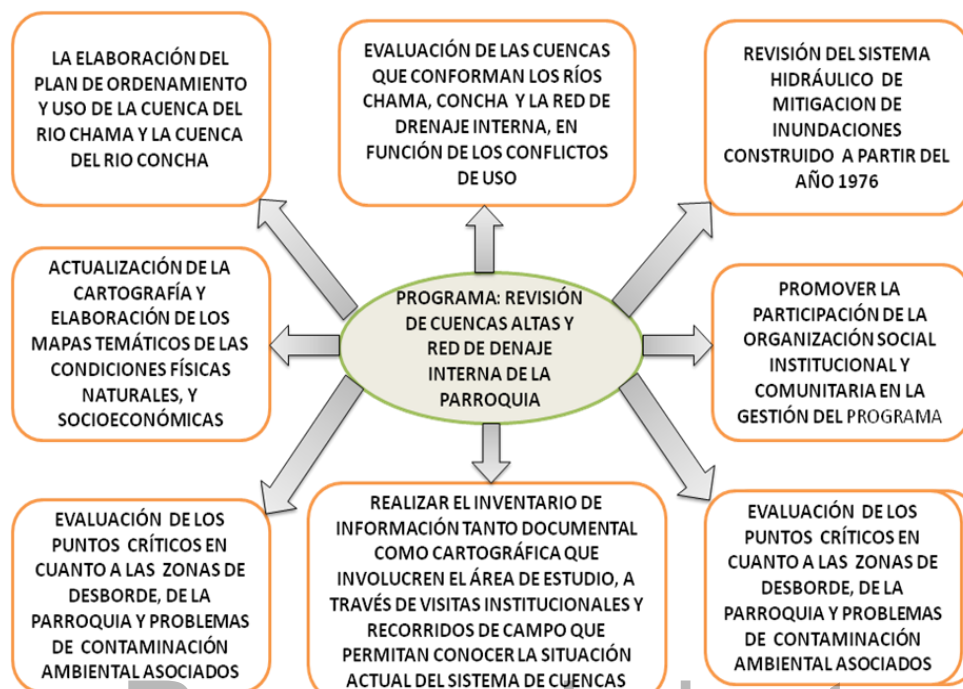 LA ELABORACIÓN DEL
PLAN DE ORDENAMIENTO
Y USO DE LA CUENCA DEL
RIO CHAMA Y LA CUENCA
DEL RIO CONCHA
EVALUACIÓN DE LAS CUENCAS
QUE CONFORMAN LOS RÍOS
CHAMA, CONCHA Y LA RED DE
DRENAJE INTERNA, EN
FUNCIÓN DE LOS CONFLICTOS
DE USO
REVISIÓN DEL SISTEMA
HIDRÁULICO DE
MITIGACION DE
INUNDACIONES
CONSTRUIDO A PARTIR DEL
AÑO 1976
ACTUALIZACIÓN DE LA
CARTOGRAFÍA Y
ELABORACIÓN DE LOS
MAPAS TEMÁTICOS DE LAS
CONDICIONES FÍSICAS
NATURALES, Y
SOCIOECONÓMICAS
PROGRAMA: REVISIÓN
DE CUENCAS ALTAS Y
RED DE DENAJE
INTERNA DE LA
PARROQUIA
PROMOVER LA
PARTICIPACIÓN DE LA
ORGANIZACIÓN SOCIAL
INSTITUCIONAL Y
COMUNITARIA EN LA
GESTIÓN DEL PROGRAMA
EVALUACIÓN DE LOS
PUNTOS CRÍTICOS EN
CUANTO A LAS ZONAS DE
DESBORDE, DE LA
PARROQUIA Y PROBLEMAS
DE CONTAMINACIÓN
AMBIENTAL ASOCIADOS
REALIZAR EL INVENTARIO DE
INFORMACIÓN TANTO DOCUMENTAL
COMO CARTOGRÁFICA QUE
INVOLUCREN EL ÁREA DE ESTUDIO, A
TRAVÉS DE VISITAS INSTITUCIONALES Y
RECORRIDOS DE CAMPO QUE
PERMITAN CONOCER LA SITUACIÓN
ACTUAL DEL SISTEMA DE CUENCAS
EVALUACIÓN DE LOS
PUNTOS CRÍTICOS EN
CUANTO A LAS ZONAS DE
DESBORDE, DE LA
PARROQUIA Y PROBLEMAS
DE CONTAMINACIÓN
AMBIENTAL ASOCIADOS